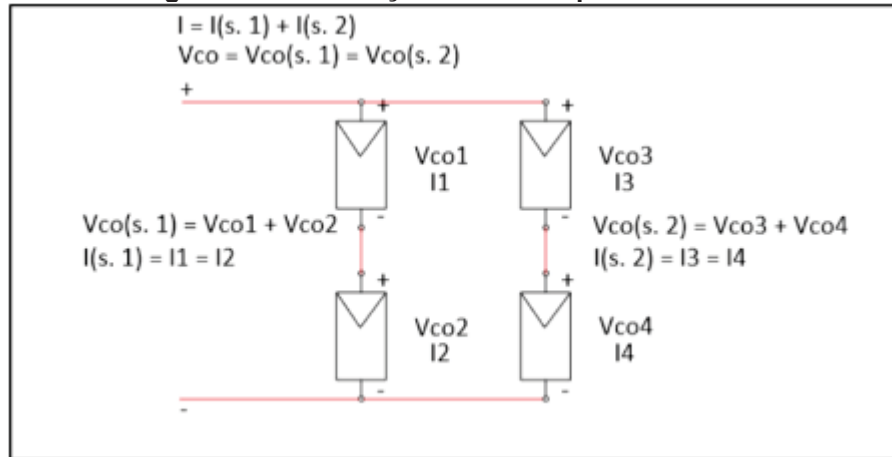 I = I(s. 1) + I(s. 2)
Vco = Vco(s. 1) = Vco(s. 2)
+
+
+
Vco1
I1
Vco3
I3
-
-
Vco(s. 1) = Vco1 + Vco2
I(s. 1) = I1 = I2
Vco(s. 2) = Vco3 + Vco4
I(s. 2) = I3 = I4
+
+
Vco2
I2
Vco4
I4
-
-
-